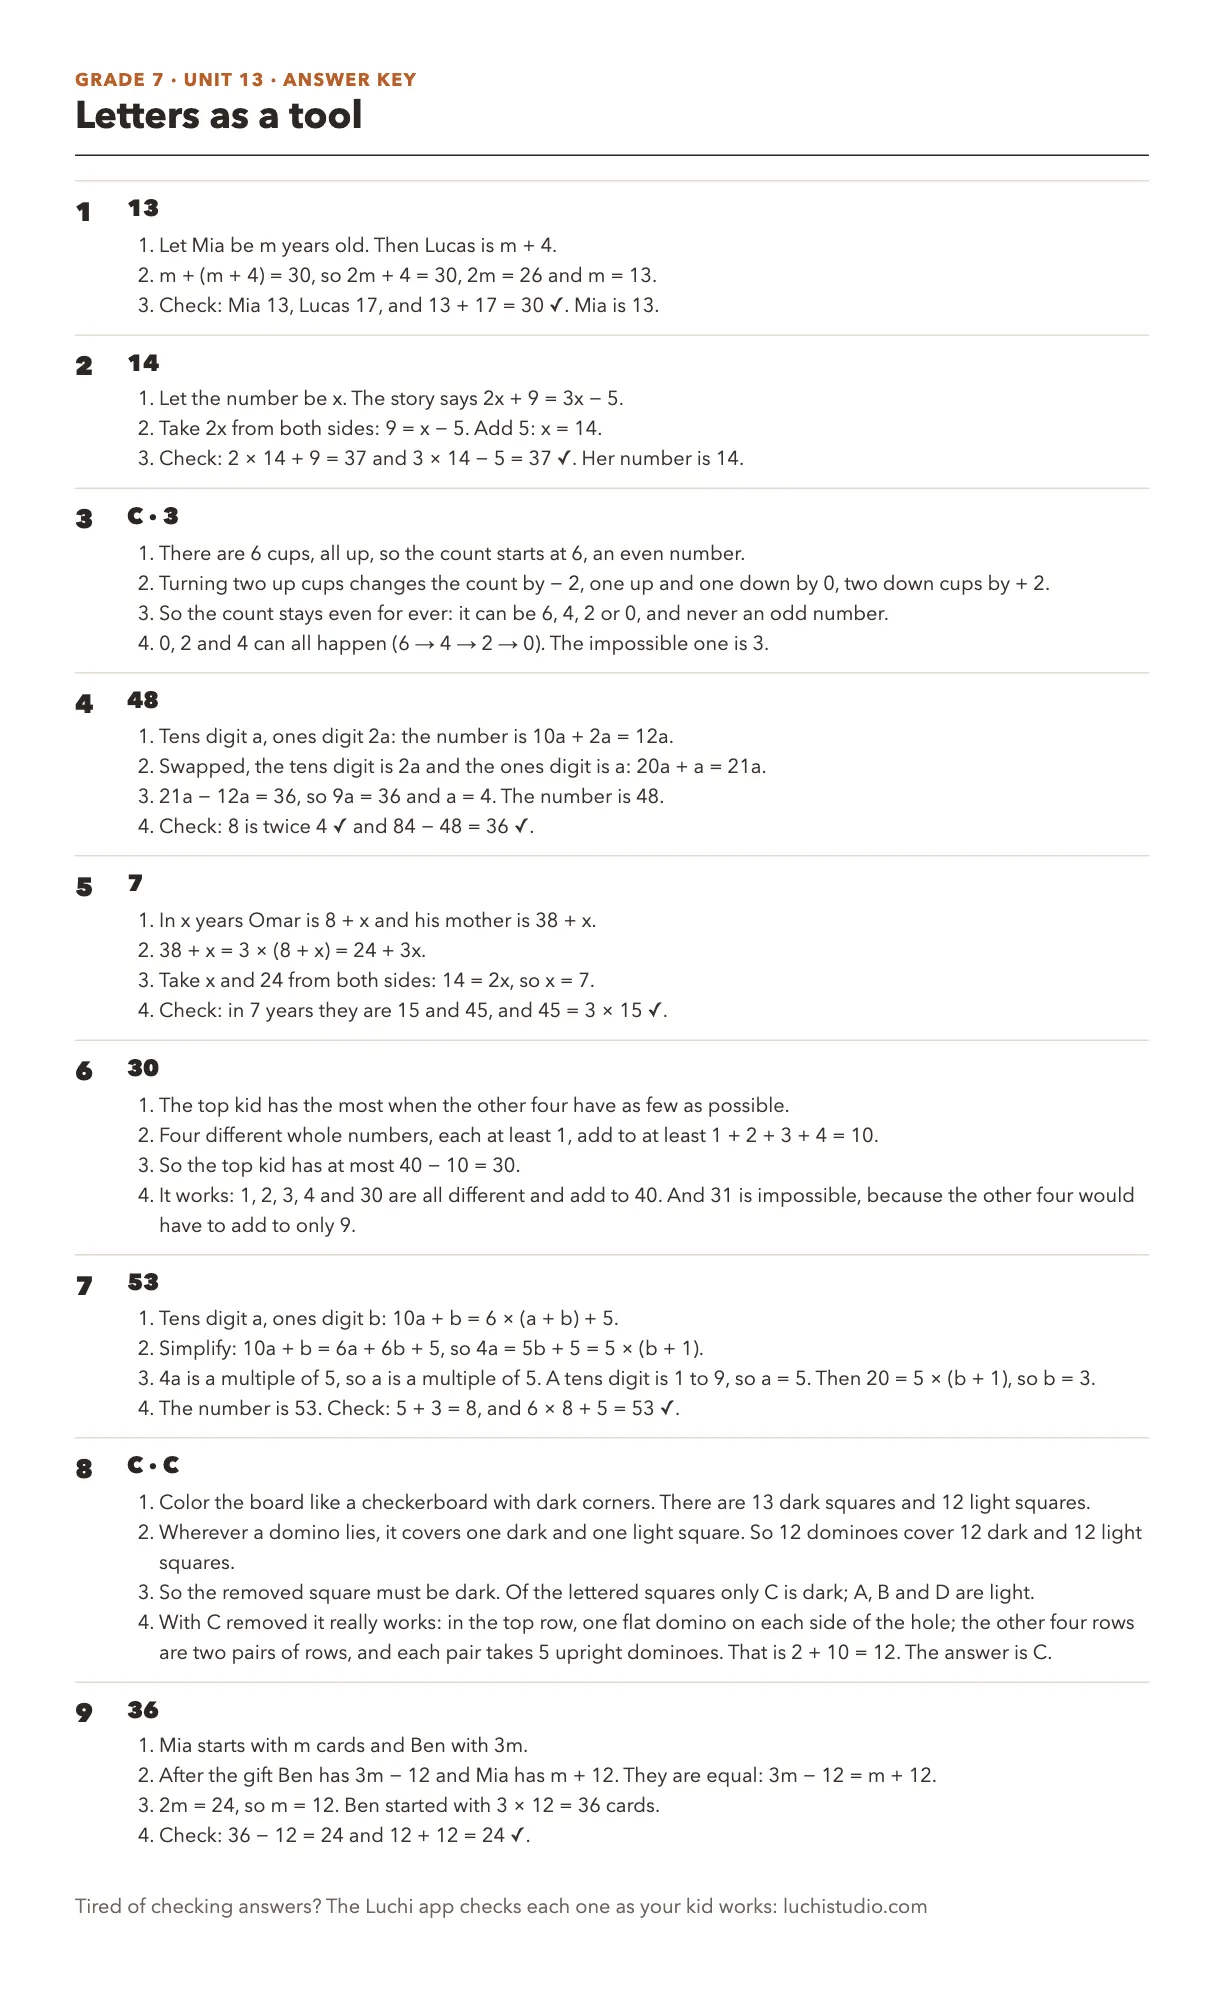 GRADE 7 · UNIT 13 · ANSWER KEY
Letters as a tool
1 13
1. Let Mia be m years old. Then Lucas is m + 4.
2. m + (m + 4) = 30, so 2m + 4 = 30, 2m = 26 and m = 13.
3. Check: Mia 13, Lucas 17, and 13 + 17 = 30 ✓. Mia is 13.
2 14
1. Let the number be x. The story says 2x + 9 = 3x − 5.
2. Take 2x from both sides: 9 = x − 5. Add 5: x = 14.
3. Check: 2 × 14 + 9 = 37 and 3 × 14 − 5 = 37 ✓. Her number is 14.
3 C · 3
1. There are 6 cups, all up, so the count starts at 6, an even number.
2. Turning two up cups changes the count by − 2, one up and one down by 0, two down cups by + 2.
3. So the count stays even for ever: it can be 6, 4, 2 or 0, and never an odd number.
4. 0, 2 and 4 can all happen (6 → 4 → 2 → 0). The impossible one is 3.
4 48
1. Tens digit a, ones digit 2a: the number is 10a + 2a = 12a.
2. Swapped, the tens digit is 2a and the ones digit is a: 20a + a = 21a.
3. 21a − 12a = 36, so 9a = 36 and a = 4. The number is 48.
4. Check: 8 is twice 4 ✓ and 84 − 48 = 36 ✓.
5 7
1. In x years Omar is 8 + x and his mother is 38 + x.
2. 38 + x = 3 × (8 + x) = 24 + 3x.
3. Take x and 24 from both sides: 14 = 2x, so x = 7.
4. Check: in 7 years they are 15 and 45, and 45 = 3 × 15 ✓.
6 30
1. The top kid has the most when the other four have as few as possible.
2. Four different whole numbers, each at least 1, add to at least 1 + 2 + 3 + 4 = 10.
3. So the top kid has at most 40 − 10 = 30.
4. It works: 1, 2, 3, 4 and 30 are all different and add to 40. And 31 is impossible, because the other four would
have to add to only 9.
7 53
1. Tens digit a, ones digit b: 10a + b = 6 × (a + b) + 5.
2. Simplify: 10a + b = 6a + 6b + 5, so 4a = 5b + 5 = 5 × (b + 1).
3. 4a is a multiple of 5, so a is a multiple of 5. A tens digit is 1 to 9, so a = 5. Then 20 = 5 × (b + 1), so b = 3.
4. The number is 53. Check: 5 + 3 = 8, and 6 × 8 + 5 = 53 ✓.
8 C · C
1. Color the board like a checkerboard with dark corners. There are 13 dark squares and 12 light squares.
2. Wherever a domino lies, it covers one dark and one light square. So 12 dominoes cover 12 dark and 12 light
squares.
3. So the removed square must be dark. Of the lettered squares only C is dark; A, B and D are light.
4. With C removed it really works: in the top row, one flat domino on each side of the hole; the other four rows
are two pairs of rows, and each pair takes 5 upright dominoes. That is 2 + 10 = 12. The answer is C.
9 36
1. Mia starts with m cards and Ben with 3m.
2. After the gift Ben has 3m − 12 and Mia has m + 12. They are equal: 3m − 12 = m + 12.
3. 2m = 24, so m = 12. Ben started with 3 × 12 = 36 cards.
4. Check: 36 − 12 = 24 and 12 + 12 = 24 ✓.
Tired of checking answers? The Luchi app checks each one as your kid works: luchistudio.com